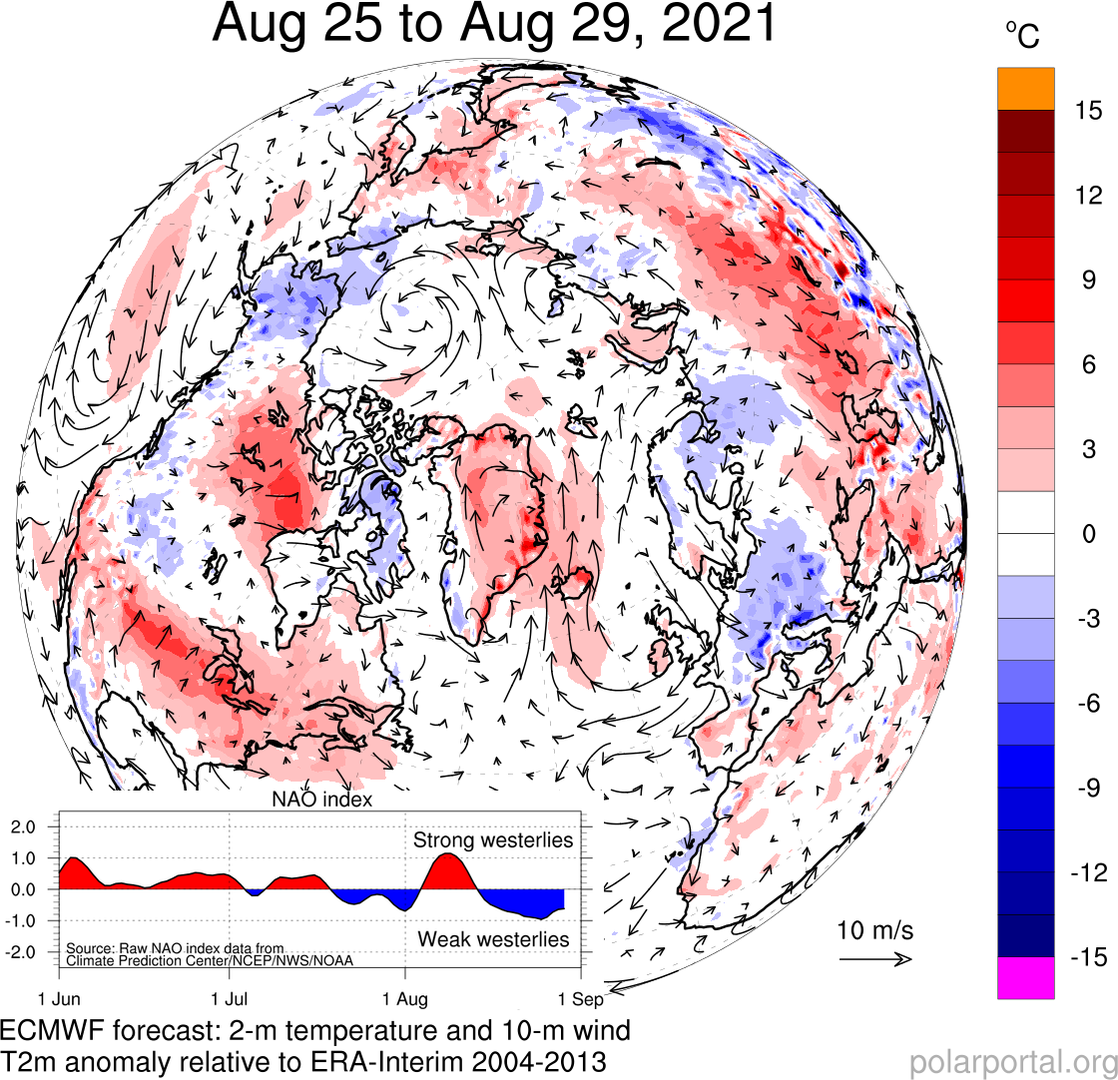 Aug 25 to Aug 29, 2021
°C
15
12
9
6
3
0
-3
-6
-9
-12
-15
10 m/s
NAO index
2.0
1.0
0.0
-1.0
-2.0
Strong westerlies
Weak westerlies
Source: Raw NAO index data from
Climate Prediction Center/NCEP/NWS/NOAA
1 Jun
1 Jul
1 Aug
1 Sep
ECMWF forecast: 2-m temperature and 10-m wind
T2m anomaly relative to ERA-Interim 2004-2013
polarportal.org